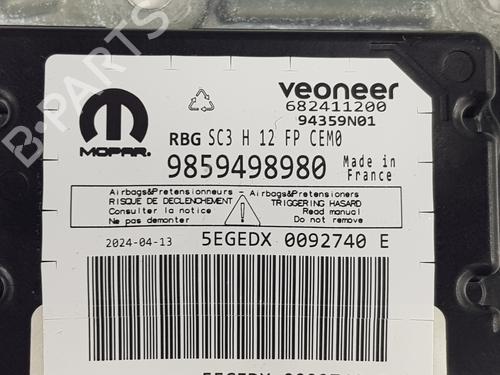 B-PARTS
veoneer
682411200
94359N01
MOPAR.
RBG SC3 H 12 FP CEM0
9859498980
Made in
France
Airbags&Pretensionneurs
RISQUE DE DECLENCHEMENT
Consulter la notice
Ne pas demonter
Airbags&Pretensioners
TRIGGERING HASARD
Read manual
Do not remove
2024-04-13
5EGEDX 0092740 E